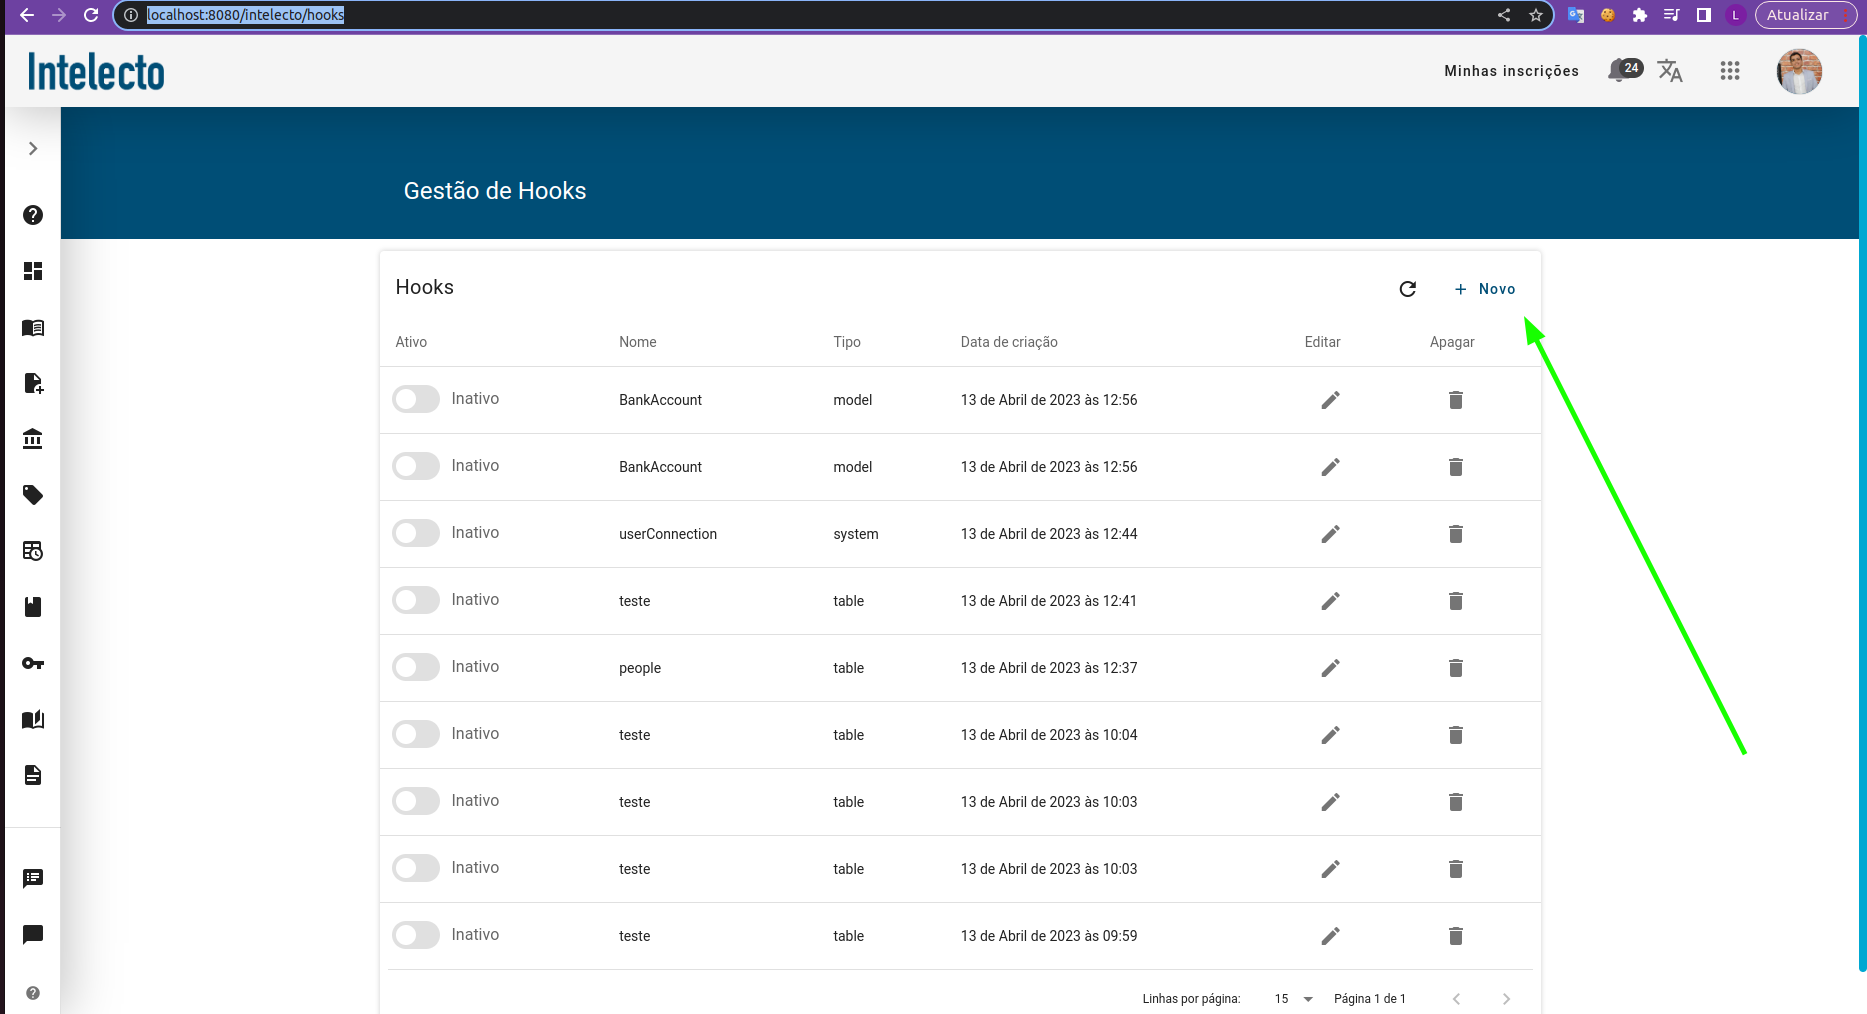 localhost:8080/intelecto/hooks
L
Atualizar
Intelecto
Minhas inscrições
24
Gestão de Hooks
Hooks
+ Novo
Ativo Nome Tipo Data de criação Editar Apagar
Inativo BankAccount model 13 de Abril de 2023 às 12:56
Inativo BankAccount model 13 de Abril de 2023 às 12:56
Inativo userConnection system 13 de Abril de 2023 às 12:44
Inativo teste table 13 de Abril de 2023 às 12:41
Inativo people table 13 de Abril de 2023 às 12:37
Inativo teste table 13 de Abril de 2023 às 10:04
Inativo teste table 13 de Abril de 2023 às 10:03
Inativo teste table 13 de Abril de 2023 às 10:03
Inativo teste table 13 de Abril de 2023 às 09:59
Linhas por página: 15 Página 1 de 1